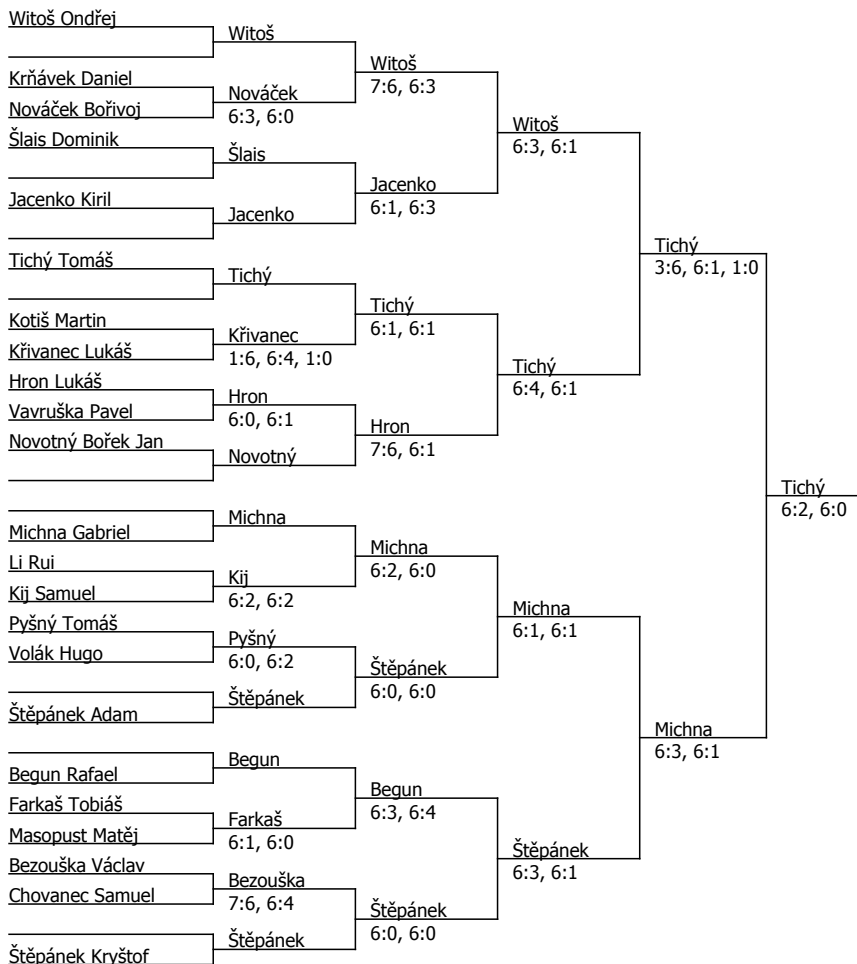 Witoš Ondřej
Witoš
Witoš
7:6, 6:3
Krňávek Daniel
Nováček
6:3, 6:0
Nováček Bořivoj
Witoš
6:3, 6:1
Šlais Dominik
Šlais
Jacenko
6:1, 6:3
Jacenko Kiril
Jacenko
Tichý
3:6, 6:1, 1:0
Tichý Tomáš
Tichý
Tichý
6:1, 6:1
Kotiš Martin
Křivanec
1:6, 6:4, 1:0
Křivanec Lukáš
Tichý
6:4, 6:1
Hron Lukáš
Hron
6:0, 6:1
Vavruška Pavel
Hron
7:6, 6:1
Novotný Bořek Jan
Novotný
Tichý
6:2, 6:0
Michna
Michna Gabriel
Michna
6:2, 6:0
Li Rui
Kij
6:2, 6:2
Kij Samuel
Michna
6:1, 6:1
Pyšný Tomáš
Pyšný
6:0, 6:2
Volák Hugo
Štěpánek
6:0, 6:0
Štěpánek
Štěpánek Adam
Michna
6:3, 6:1
Begun
Begun Rafael
Begun
6:3, 6:4
Farkaš Tobiáš
Farkaš
6:1, 6:0
Masopust Matěj
Štěpánek
6:3, 6:1
Bezouška Václav
Bezouška
7:6, 6:4
Chovanec Samuel
Štěpánek
6:0, 6:0
Štěpánek
Štěpánek Kryštof